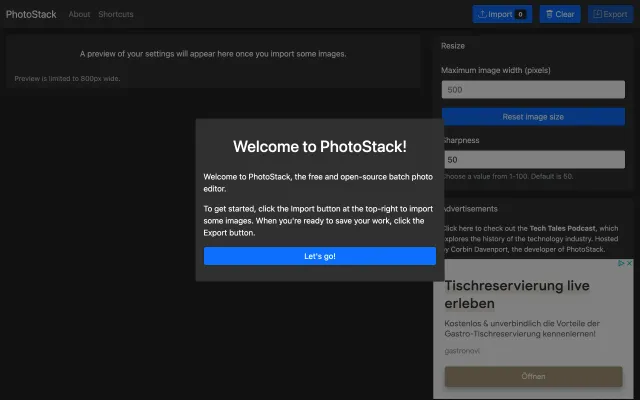 PhotoStack About Shortcuts Import 0 Clear Export
A preview of your settings will appear here once you import some images.
Preview is limited to 800px wide.
Resize
Maximum image width (pixels)
500
Reset image size
Sharpness
50
Choose a value from 1-100. Default is 50.
Welcome to PhotoStack!
Welcome to PhotoStack, the free and open-source batch photo
editor.
To get started, click the Import button at the top-right to import
some images. When you're ready to save your work, click the
Export button.
Let's go!
Advertisements
Click here to check out the Tech Tales Podcast, which
explores the history of the technology industry. Hosted
by Corbin Davenport, the developer of PhotoStack.
Tischreservierung live
erleben
Kostenlos & unverbindlich die Vorteile der
Gastro-Tischreservierung kennenlernen!
gastronovi
Öffnen